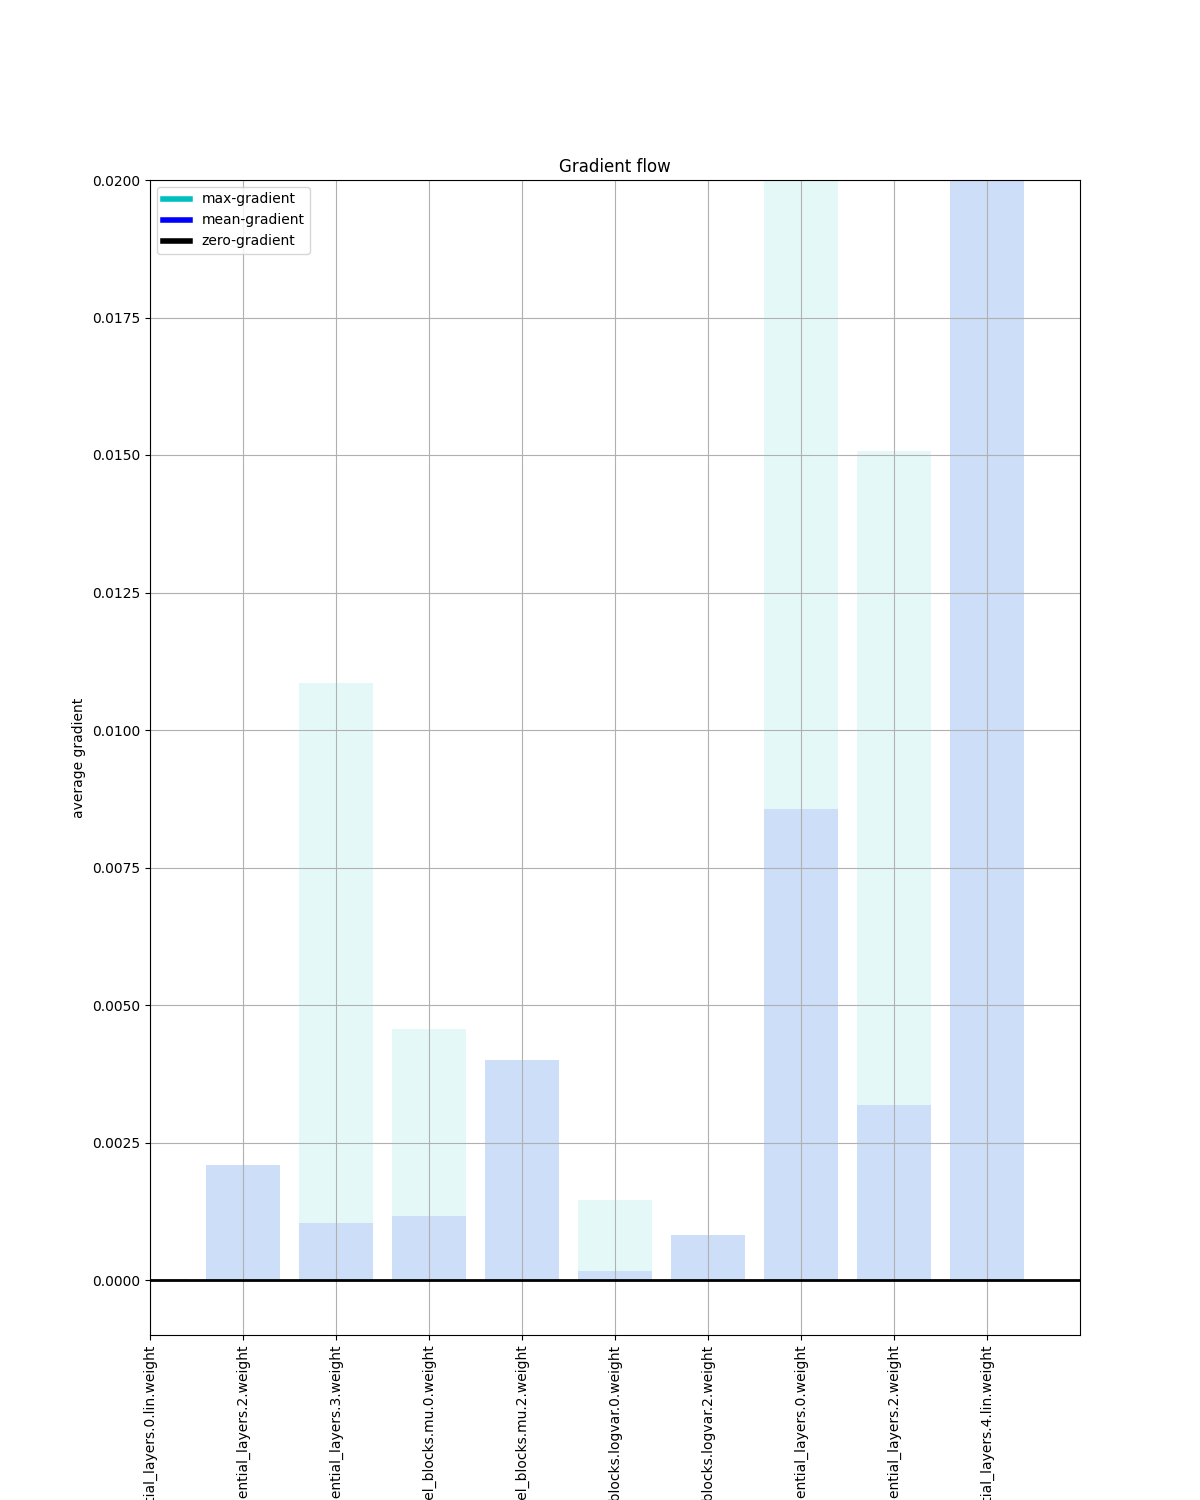 Gradient flow
max-gradient
mean-gradient
zero-gradient
0.0200
0.0175
0.0150
0.0125
0.0100
0.0075
0.0050
0.0025
0.0000
average gradient
tial_layers.0.lin.weight
ential_layers.2.weight
ential_layers.3.weight
el_blocks.mu.0.weight
el_blocks.mu.2.weight
blocks.logvar.0.weight
blocks.logvar.2.weight
ential_layers.0.weight
ential_layers.2.weight
tial_layers.4.lin.weight